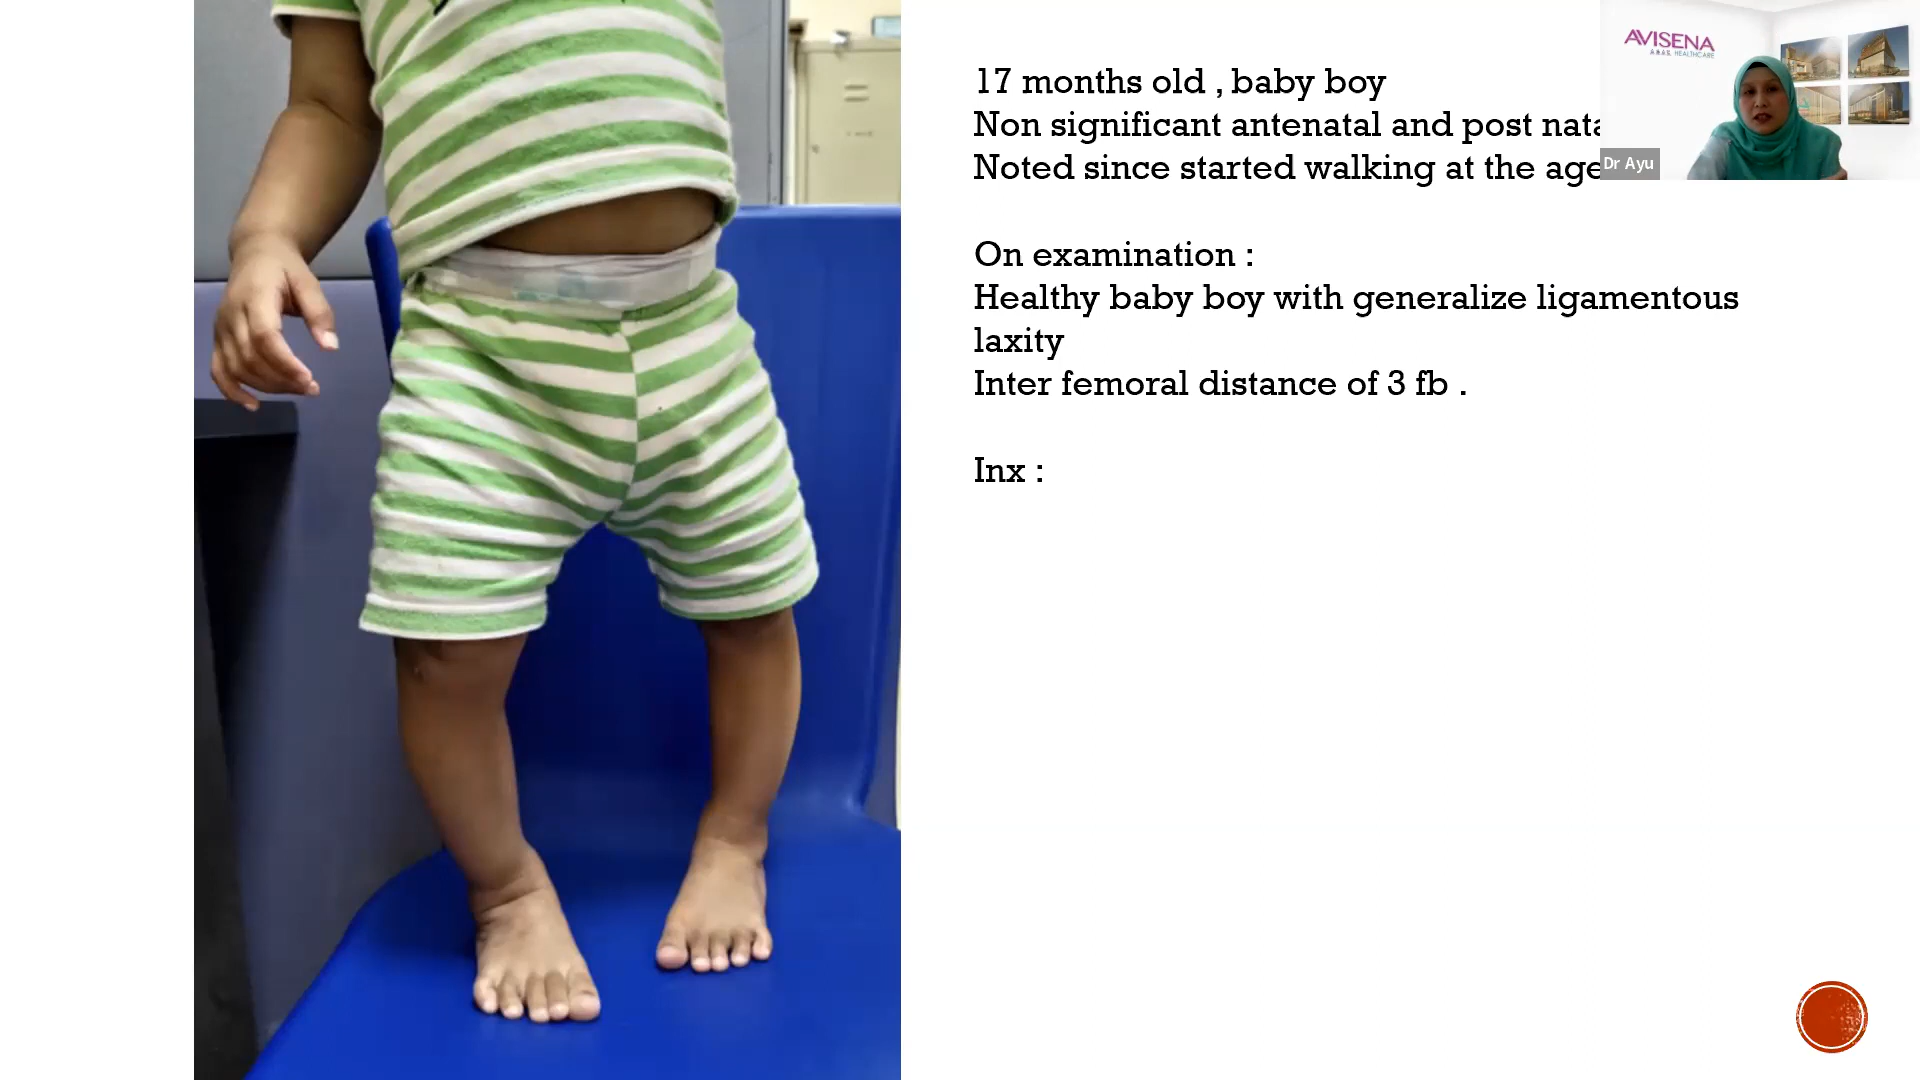 17 months old , baby boy
Non significant antenatal and post
Noted since started walking at the age
On examination :
Healthy baby boy with generalize ligamentous
laxity
Inter femoral distance of 3 fb .
Inx :
AVISENA
HEALTHCARE
Dr Ayu